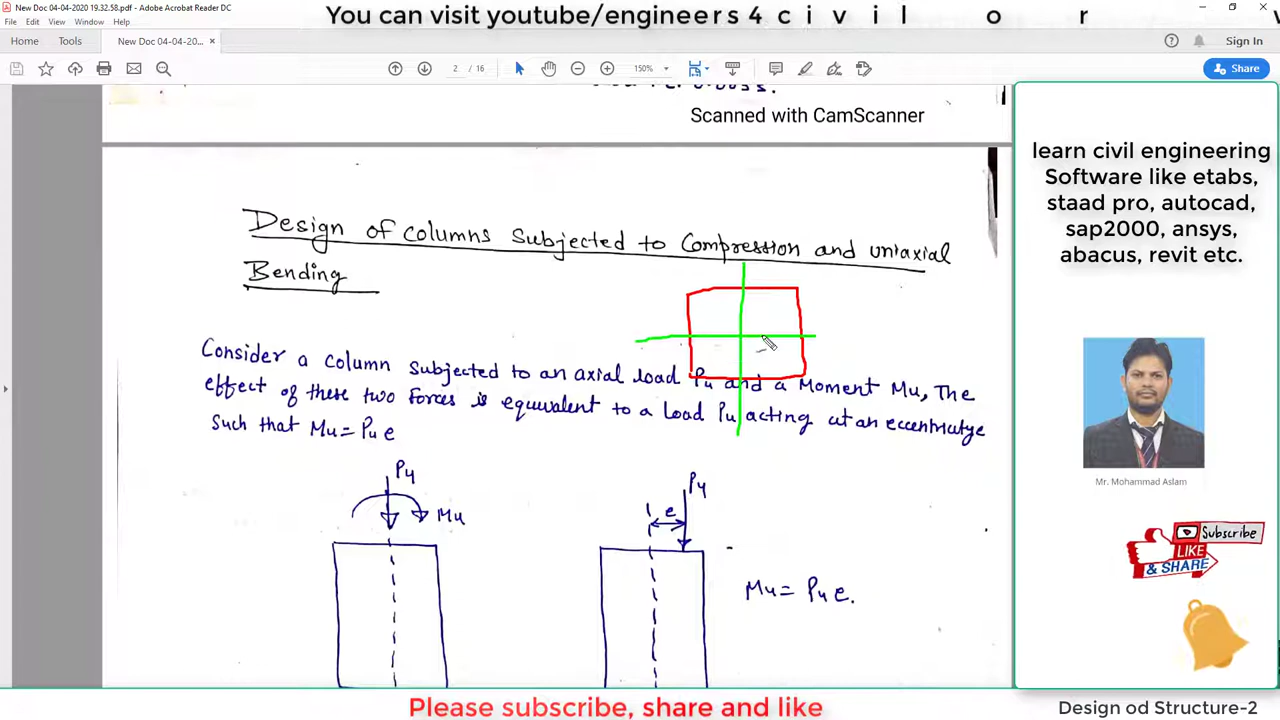 New Doc 04-04-2020 19.32.58.pdf - Adobe Acrobat Reader DC
You can visit youtube/engineers 4 c i v i l o r
File Edit View Window Help
Home Tools New Doc 04-04-20... × Sign In
2 / 16 150% Share
Scanned with CamScanner
Design of columns Subjected to Compression and uniaxial
Bending
Consider a column subjected to an axial load Pu and a Moment Mu, The
effect of these two forces is equivalent to a load Pu acting at an eccentricity
Such that Mu = Pu e
Pu
Mu
Pu
e
Mu = Pu e.
learn civil engineering
Software like etabs,
staad pro, autocad,
sap2000, ansys,
abacus, revit etc.
Mr. Mohammad Aslam
Subscribe
LIKE
& SHARE
Please subscribe, share and like
Design od Structure-2